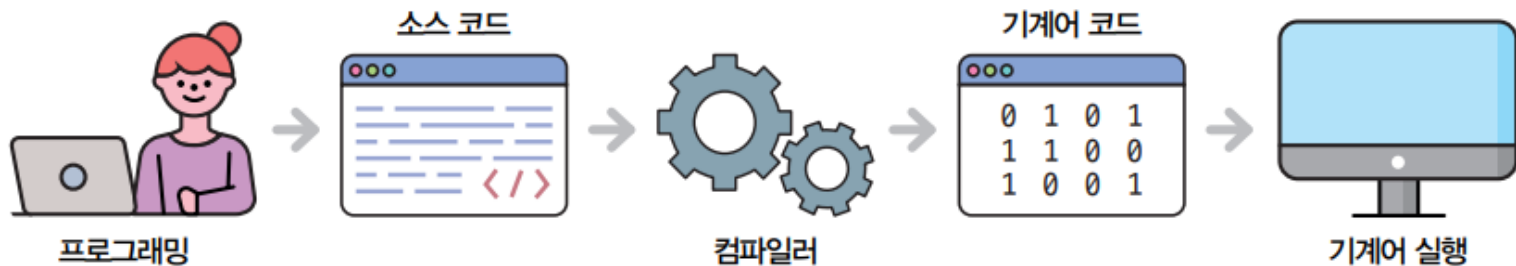 소스 코드
기계어 코드
</>
0 1 0 1
1 1 0 0
1 0 0 1
프로그래밍
컴파일러
기계어 실행